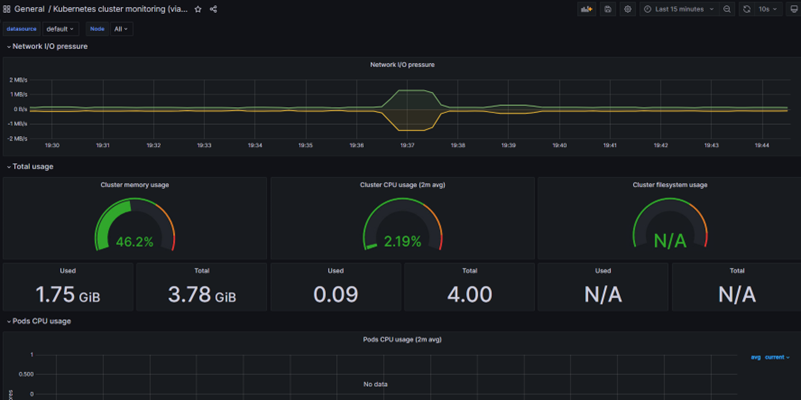 General / Kubernetes cluster monitoring (via...
Last 15 minutes
10s
datasource default Node All
Network I/O pressure
Network I/O pressure
2 MB/s
1 MB/s
0 B/s
-1 MB/s
-2 MB/s
19:30 19:31 19:32 19:33 19:34 19:35 19:36 19:37 19:38 19:39 19:40 19:41 19:42 19:43 19:44
Total usage
Cluster memory usage
46.2%
Cluster CPU usage (2m avg)
2.19%
Cluster filesystem usage
N/A
Used
1.75 GiB
Total
3.78 GiB
Used
0.09
Total
4.00
Used
N/A
Total
N/A
Pods CPU usage
Pods CPU usage (2m avg)
1
0.500
0
No data
avg current